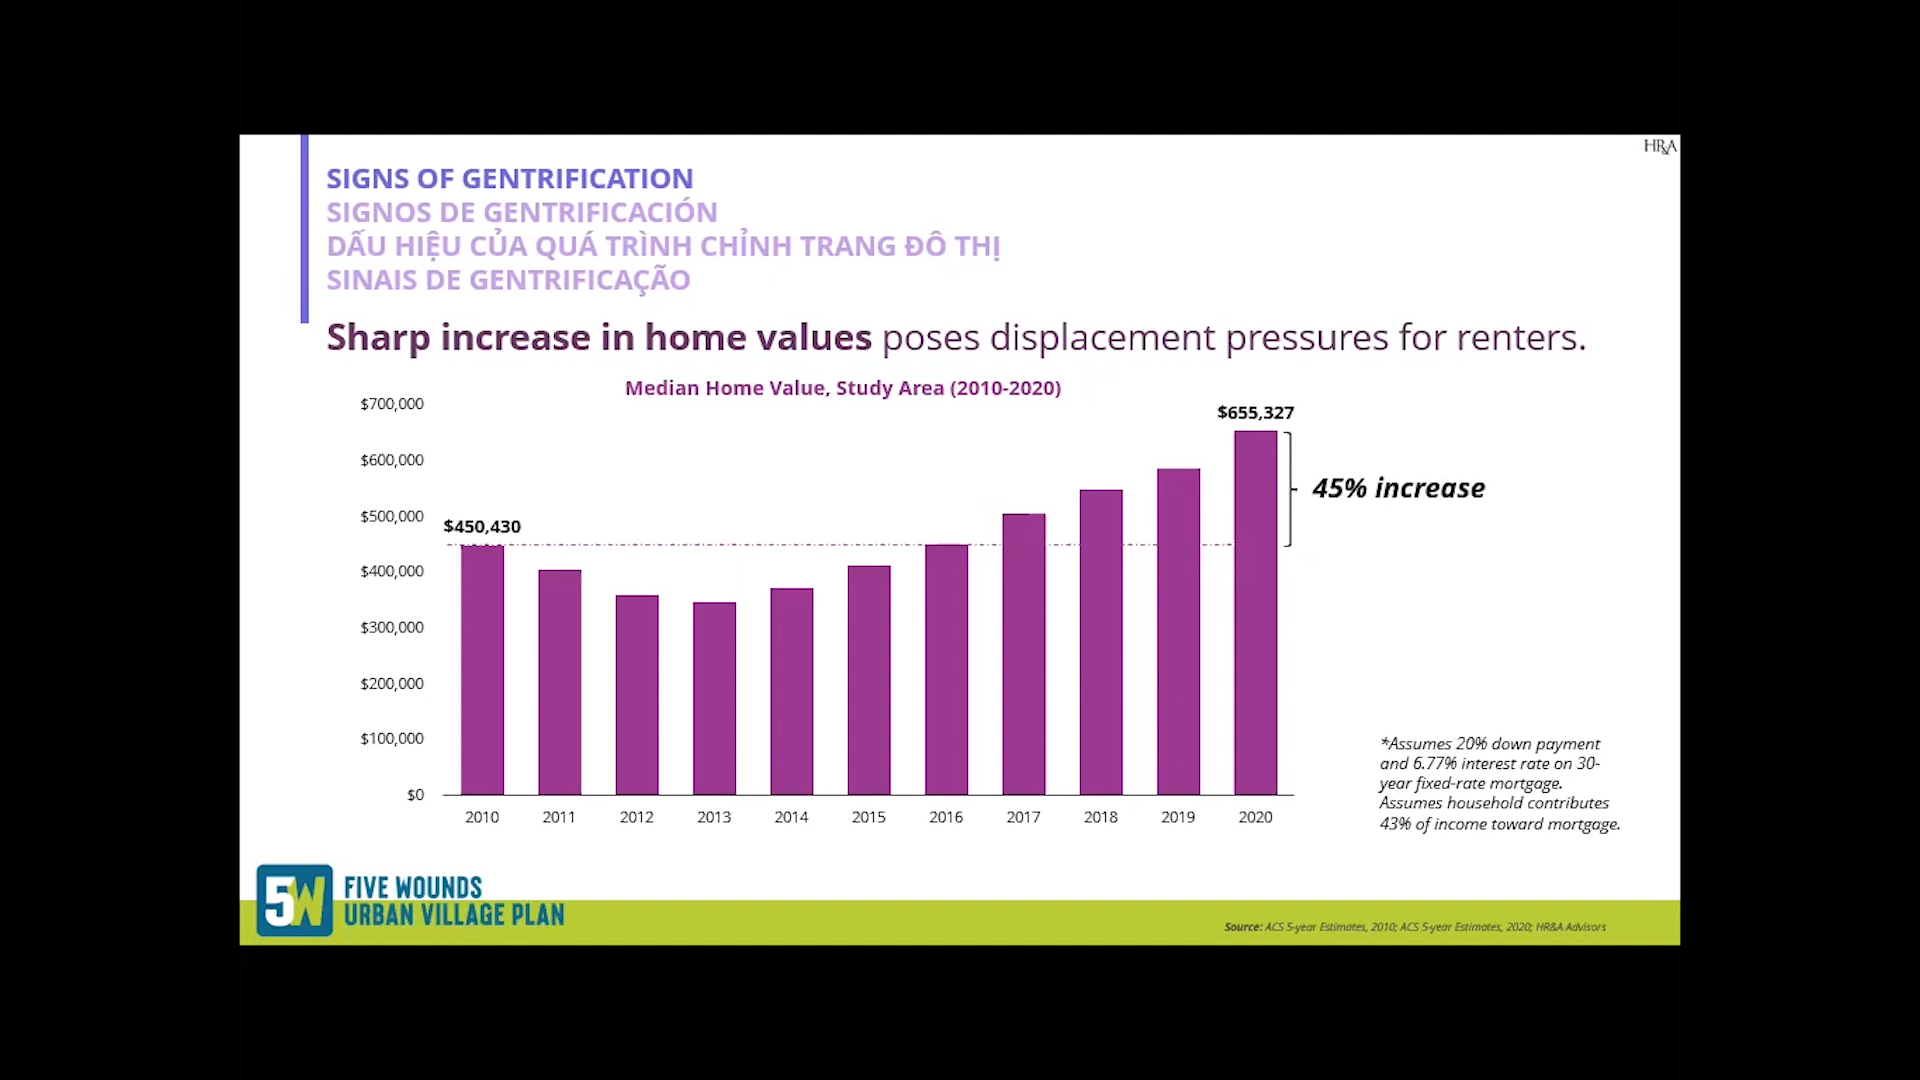 HR&A
SIGNS OF GENTRIFICATION
SIGNOS DE GENTRIFICACIÓN
DẤU HIỆU CỦA QUÁ TRÌNH CHỈNH TRANG ĐÔ THỊ
SINAIS DE GENTRIFICAÇÃO
Sharp increase in home values poses displacement pressures for renters.
Median Home Value, Study Area (2010-2020)
$700,000
$600,000
$500,000
$400,000
$300,000
$200,000
$100,000
$0
$450,430
$655,327
45% increase
2010 2011 2012 2013 2014 2015 2016 2017 2018 2019 2020
*Assumes 20% down payment
and 6.77% interest rate on 30-
year fixed-rate mortgage.
Assumes household contributes
43% of income toward mortgage.
5W
FIVE WOUNDS
URBAN VILLAGE PLAN
Source: ACS 5-year Estimates, 2010; ACS 5-year Estimates, 2020; HR&A Advisors